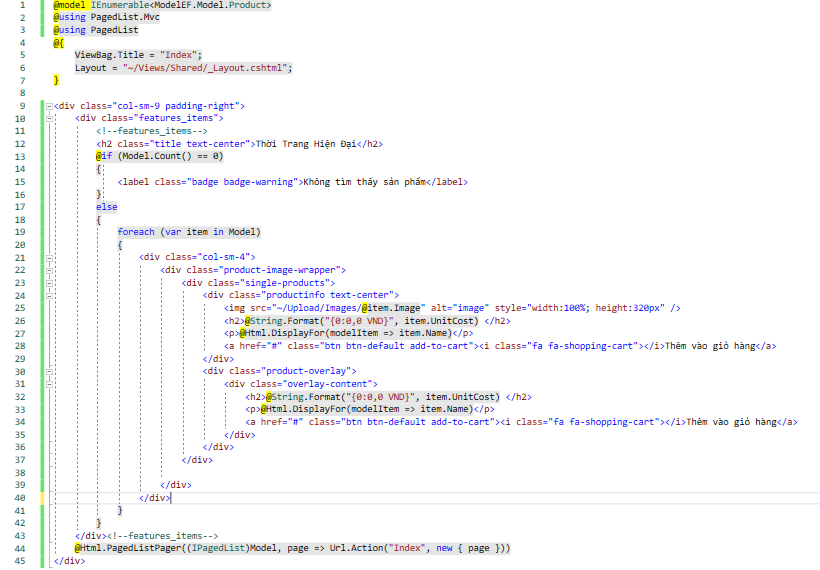 1 @model IEnumerable<ModelEF.Model.Product>
2 @using PagedList.Mvc
3 @using PagedList
4 @{
5 ViewBag.Title = "Index";
6 Layout = "~/Views/Shared/_Layout.cshtml";
7 }
8
9 <div class="col-sm-9 padding-right">
10 <div class="features_items">
11 <!--features_items-->
12 <h2 class="title text-center">Thời Trang Hiện Đại</h2>
13 @if (Model.Count() == 0)
14 {
15 <label class="badge badge-warning">Không tìm thấy sản phẩm</label>
16 }
17 else
18 {
19 foreach (var item in Model)
20 {
21 <div class="col-sm-4">
22 <div class="product-image-wrapper">
23 <div class="single-products">
24 <div class="productinfo text-center">
25 <img src="~/Upload/Images/@item.Image" alt="image" style="width:100%; height:320px" />
26 <h2>@String.Format("{0:0,0 VND}", item.UnitCost) </h2>
27 <p>@Html.DisplayFor(modelItem => item.Name)</p>
28 <a href="#" class="btn btn-default add-to-cart"><i class="fa fa-shopping-cart"></i>Thêm vào giỏ hàng</a>
29 </div>
30 <div class="product-overlay">
31 <div class="overlay-content">
32 <h2>@String.Format("{0:0,0 VND}", item.UnitCost) </h2>
33 <p>@Html.DisplayFor(modelItem => item.Name)</p>
34 <a href="#" class="btn btn-default add-to-cart"><i class="fa fa-shopping-cart"></i>Thêm vào giỏ hàng</a>
35 </div>
36 </div>
37 </div>
38
39 </div>
40 </div>
41 }
42 }
43 </div><!--features_items-->
44 @Html.PagedListPager((IPagedList)Model, page => Url.Action("Index", new { page }))
45 </div>